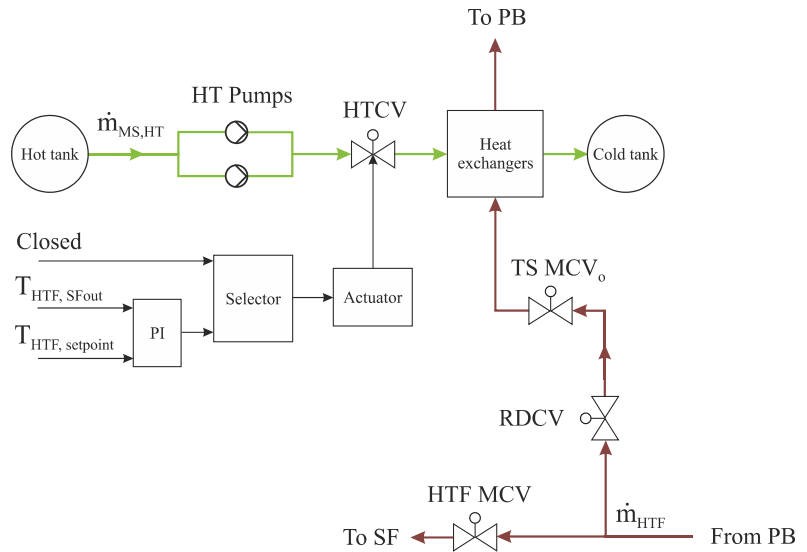 To PB
HT Pumps
HTCV
ṁMS,HT
Hot tank
Heat
exchangers
Cold tank
Closed
THTF, SFout
THTF, setpoint
PI
Selector
Actuator
TS MCVo
RDCV
HTF MCV
ṁHTF
To SF
From PB